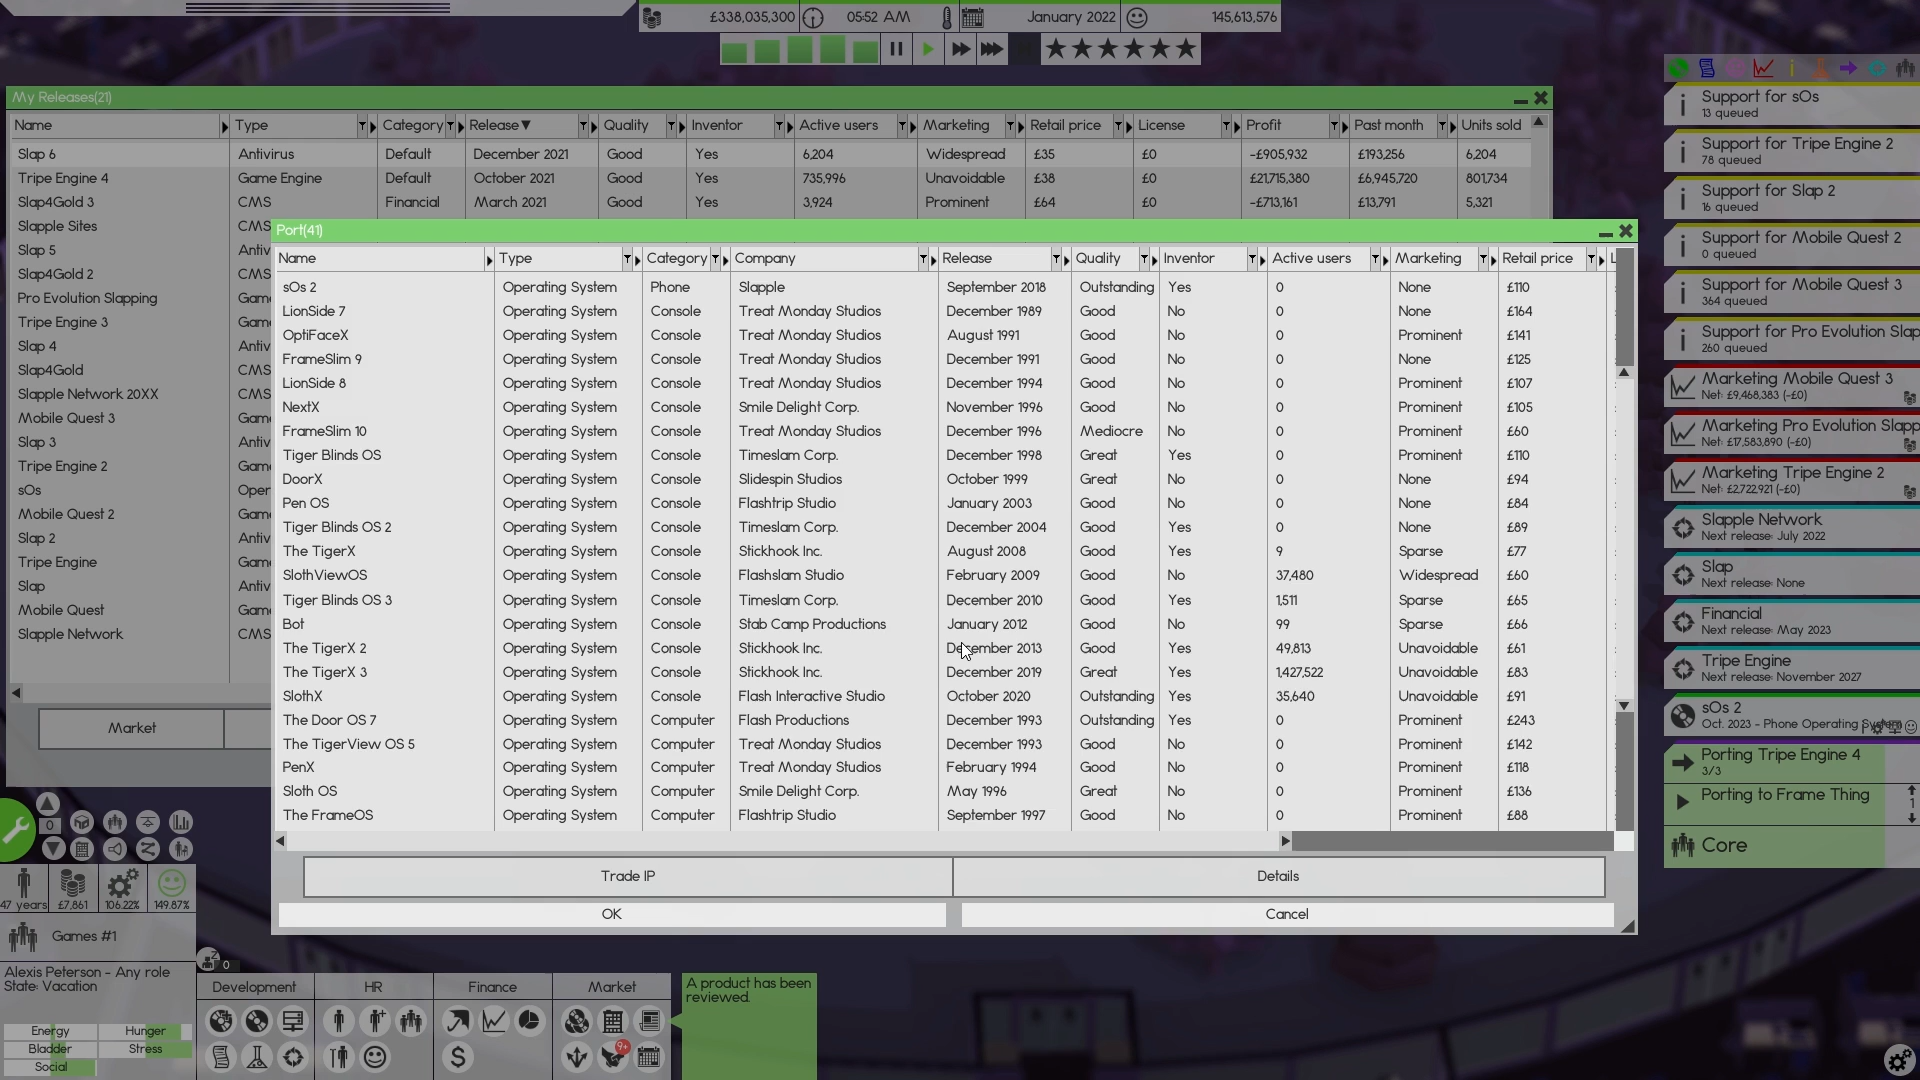 £338,035,300 05:52 AM January 2022 145,613,576
My Releases(21)
Name Type Category Release▼ Quality Inventor Active users Marketing Retail price License Profit Past month Units sold
Slap 6 Antivirus Default December 2021 Good Yes 6,204 Widespread £35 £0 -£905,932 £193,256 6,204
Tripe Engine 4 Game Engine Default October 2021 Good Yes 735,996 Unavoidable £38 £0 £21,715,380 £6,945,720 801,734
Slap4Gold 3 CMS Financial March 2021 Good Yes 3,924 Prominent £64 £0 -£713,161 £13,791 5,321
Slapple Sites CMS
Slap 5 Antiv
Slap4Gold 2 CMS
Pro Evolution Slapping Gam
Tripe Engine 3 Gam
Slap 4 Antiv
Slap4Gold CMS
Slapple Network 20XX CMS
Mobile Quest 3 Gam
Slap 3 Antiv
Tripe Engine 2 Gam
sOs Oper
Mobile Quest 2 Gam
Slap 2 Antiv
Tripe Engine Gam
Slap Antiv
Mobile Quest Gam
Slapple Network CMS
Market
Port(41)
Name Type Category Company Release Quality Inventor Active users Marketing Retail price L
sOs 2 Operating System Phone Slapple September 2018 Outstanding Yes 0 None £110
LionSide 7 Operating System Console Treat Monday Studios December 1989 Good No 0 None £164
OptiFaceX Operating System Console Treat Monday Studios August 1991 Good No 0 Prominent £141
FrameSlim 9 Operating System Console Treat Monday Studios December 1991 Good No 0 None £125
LionSide 8 Operating System Console Treat Monday Studios December 1994 Good No 0 Prominent £107
NextX Operating System Console Smile Delight Corp. November 1996 Good No 0 Prominent £105
FrameSlim 10 Operating System Console Treat Monday Studios December 1996 Mediocre No 0 Prominent £60
Tiger Blinds OS Operating System Console Timeslam Corp. December 1998 Great Yes 0 Prominent £110
DoorX Operating System Console Slidespin Studios October 1999 Great No 0 None £94
Pen OS Operating System Console Flashtrip Studio January 2003 Good No 0 None £84
Tiger Blinds OS 2 Operating System Console Timeslam Corp. December 2004 Good Yes 0 None £89
The TigerX Operating System Console Stickhook Inc. August 2008 Good Yes 9 Sparse £77
SlothViewOS Operating System Console Flashslam Studio February 2009 Good No 37,480 Widespread £60
Tiger Blinds OS 3 Operating System Console Timeslam Corp. December 2010 Good Yes 1,511 Sparse £65
Bot Operating System Console Stab Camp Productions January 2012 Good No 99 Sparse £66
The TigerX 2 Operating System Console Stickhook Inc. December 2013 Good Yes 49,813 Unavoidable £61
The TigerX 3 Operating System Console Stickhook Inc. December 2019 Great Yes 1,427,522 Unavoidable £83
SlothX Operating System Console Flash Interactive Studio October 2020 Outstanding Yes 35,640 Unavoidable £91
The Door OS 7 Operating System Computer Flash Productions December 1993 Outstanding Yes 0 Prominent £243
The TigerView OS 5 Operating System Computer Treat Monday Studios December 1993 Good No 0 Prominent £142
PenX Operating System Computer Treat Monday Studios February 1994 Good No 0 Prominent £118
Sloth OS Operating System Computer Smile Delight Corp. May 1996 Great No 0 Prominent £136
The FrameOS Operating System Computer Flashtrip Studio September 1997 Good No 0 Prominent £88
Trade IP Details
OK Cancel
Support for sOs
13 queued
Support for Tripe Engine 2
78 queued
Support for Slap 2
16 queued
Support for Mobile Quest 2
0 queued
Support for Mobile Quest 3
364 queued
Support for Pro Evolution Slap
260 queued
Marketing Mobile Quest 3
Net: £9,468,383 (-£0)
Marketing Pro Evolution Slapp
Net: £17,583,890 (-£0)
Marketing Tripe Engine 2
Net: £2,722,921 (-£0)
Slapple Network
Next release: July 2022
Slap
Next release: None
Financial
Next release: May 2023
Tripe Engine
Next release: November 2027
sOs 2
Oct. 2023 - Phone Operating System
Porting Tripe Engine 4
3/3
Porting to Frame Thing
1
Core
0
47 years £7,861 106.22% 149.87%
Games #1
Alexis Peterson - Any role
State: Vacation
Energy Hunger
Bladder Stress
Social
Z 0
Development HR Finance Market
9+
A product has been
reviewed.